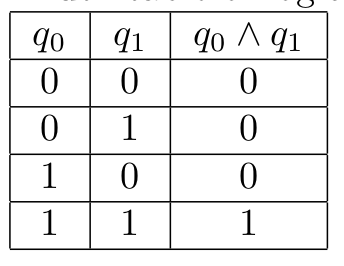 q₀ q₁ q₀ ∧ q₁
0 0 0
0 1 0
1 0 0
1 1 1